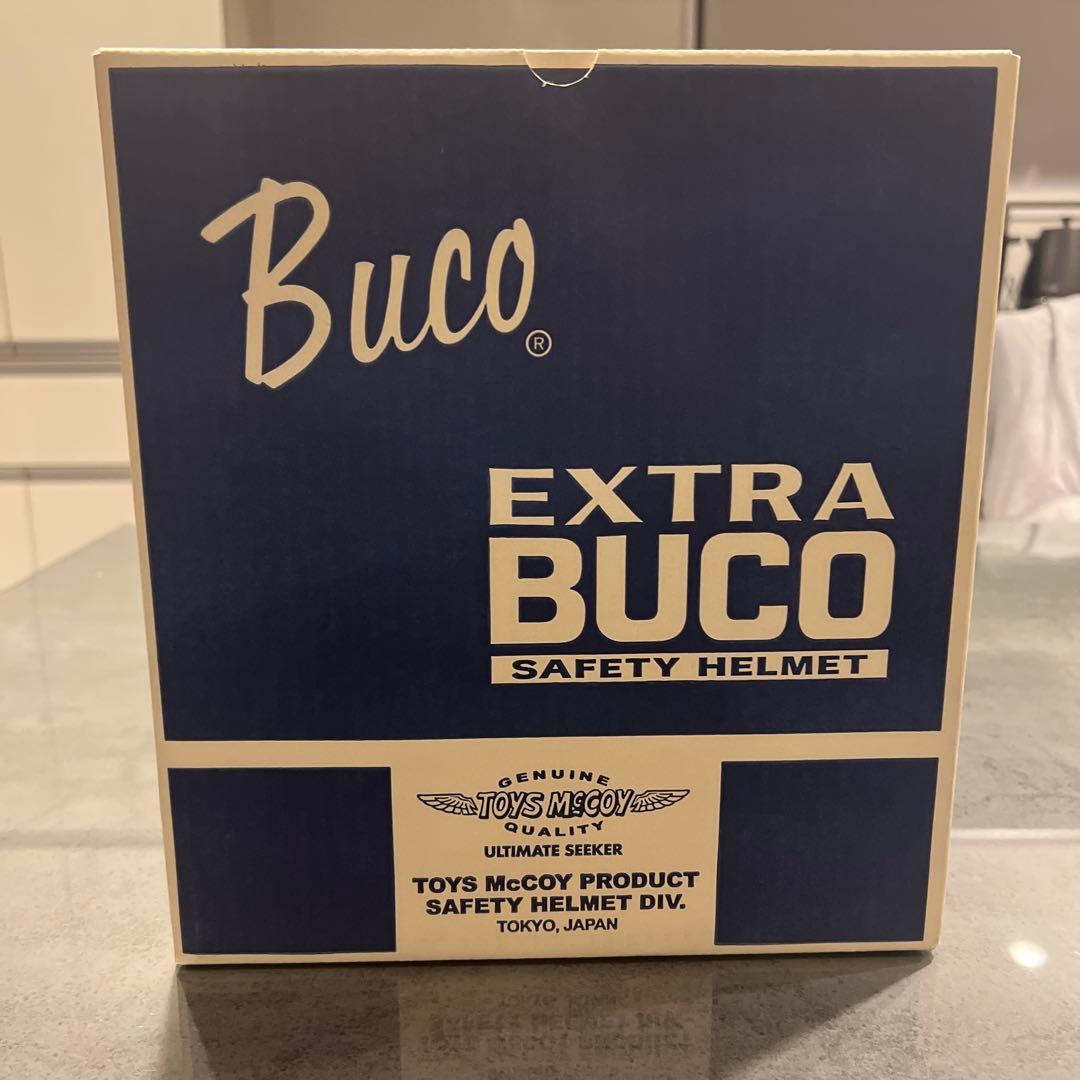 Buco®
EXTRA
BUCO
SAFETY HELMET
GENUINE
TOYS McCOY
QUALITY
ULTIMATE SEEKER
TOYS McCOY PRODUCT
SAFETY HELMET DIV.
TOKYO, JAPAN